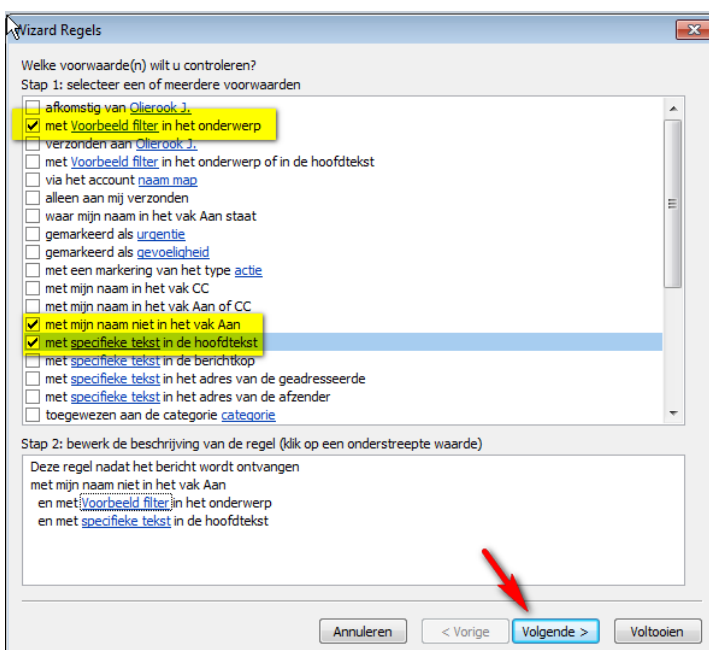 Wizard Regels
Welke voorwaarde(n) wilt u controleren?
Stap 1: selecteer een of meerdere voorwaarden
afkomstig van Olierook J.
met Voorbeeld filter in het onderwerp
verzonden aan Olierook J.
met Voorbeeld filter in het onderwerp of in de hoofdtekst
via het account naam map
alleen aan mij verzonden
waar mijn naam in het vak Aan staat
gemarkeerd als urgentie
gemarkeerd als gevoeligheid
met een markering van het type actie
met mijn naam in het vak CC
met mijn naam in het vak Aan of CC
met mijn naam niet in het vak Aan
met specifieke tekst in de hoofdtekst
met specifieke tekst in de berichtkop
met specifieke tekst in het adres van de geadresseerde
met specifieke tekst in het adres van de afzender
toegewezen aan de categorie categorie
Stap 2: bewerk de beschrijving van de regel (klik op een onderstreepte waarde)
Deze regel nadat het bericht wordt ontvangen
met mijn naam niet in het vak Aan
en met Voorbeeld filter in het onderwerp
en met specifieke tekst in de hoofdtekst
Annuleren
< Vorige
Volgende >
Voltooien